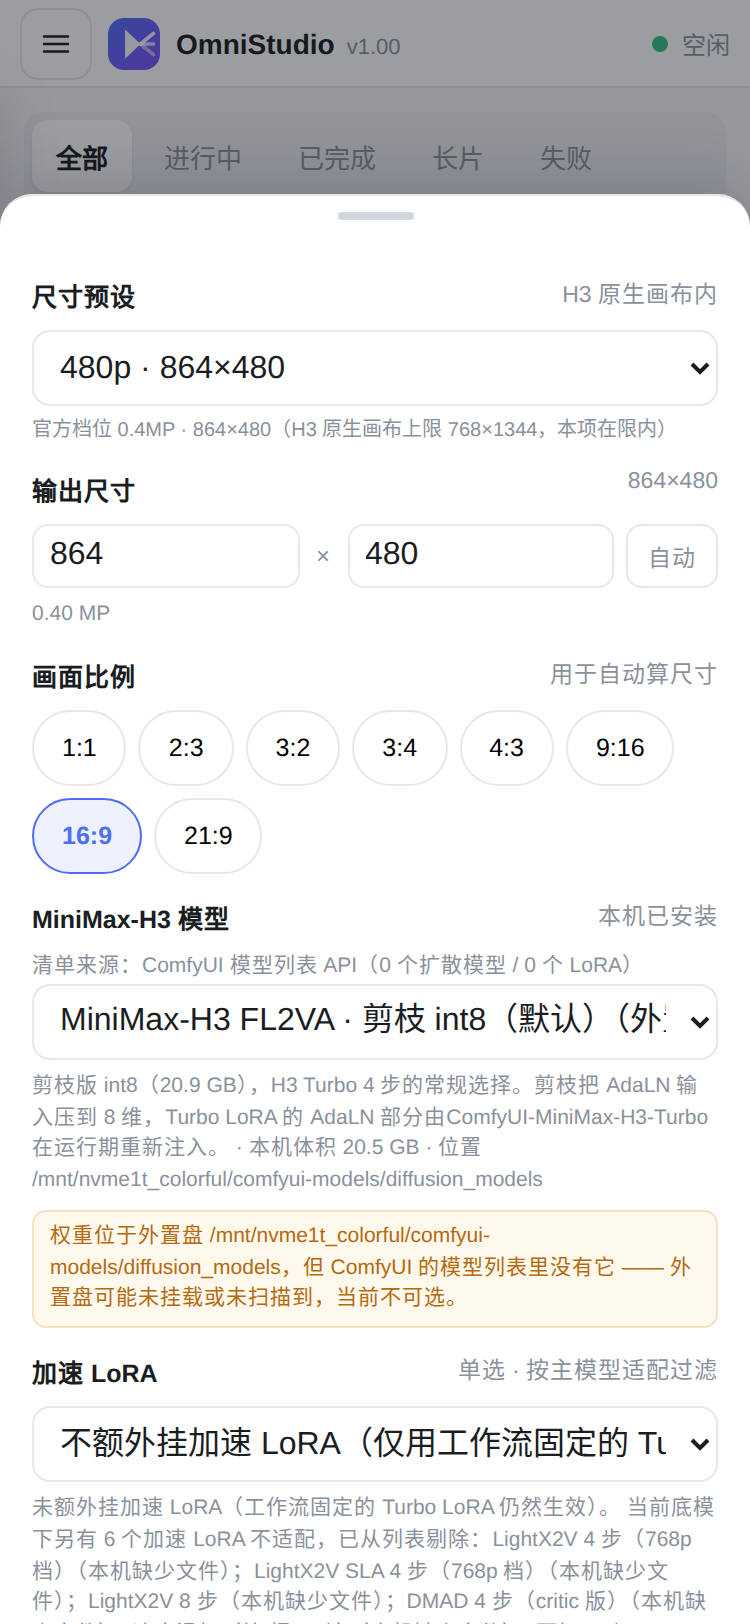 OmniStudio v1.00 空闲
全部 进行中 已完成 长片 失败
尺寸预设 H3 原生画布内
480p · 864×480
官方档位 0.4MP · 864×480（H3 原生画布上限 768×1344，本项在限内）
输出尺寸 864×480
864 × 480 自动
0.40 MP
画面比例 用于自动算尺寸
1:1 2:3 3:2 3:4 4:3 9:16
16:9 21:9
MiniMax-H3 模型 本机已安装
清单来源：ComfyUI 模型列表 API（0 个扩散模型 / 0 个 LoRA）
MiniMax-H3 FL2VA · 剪枝 int8（默认）（外
剪枝版 int8（20.9 GB），H3 Turbo 4 步的常规选择。剪枝把 AdaLN 输
入压到 8 维，Turbo LoRA 的 AdaLN 部分由ComfyUI-MiniMax-H3-Turbo
在运行期重新注入。 · 本机体积 20.5 GB · 位置
/mnt/nvme1t_colorful/comfyui-models/diffusion_models
权重位于外置盘 /mnt/nvme1t_colorful/comfyui-
models/diffusion_models，但 ComfyUI 的模型列表里没有它 —— 外
置盘可能未挂载或未扫描到，当前不可选。
加速 LoRA 单选 · 按主模型适配过滤
不额外挂加速 LoRA（仅用工作流固定的 Tu
未额外挂加速 LoRA（工作流固定的 Turbo LoRA 仍然生效）。 当前底模
下另有 6 个加速 LoRA 不适配，已从列表剔除：LightX2V 4 步（768p
档）（本机缺少文件）；LightX2V SLA 4 步（768p 档）（本机缺少文
件）；LightX2V 8 步（本机缺少文件）；DMAD 4 步（critic 版）（本机缺